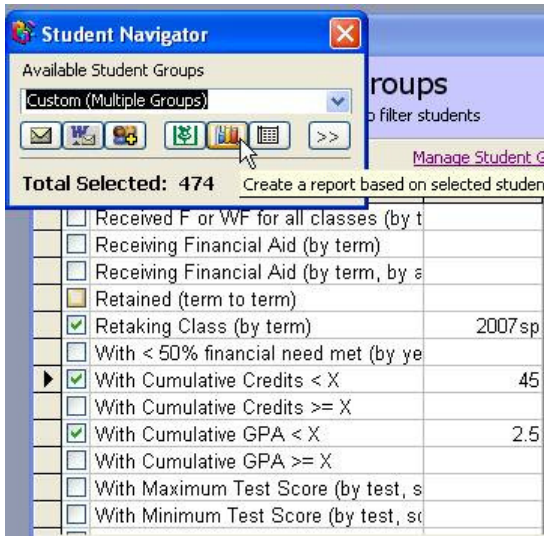 Student Navigator
Available Student Groups
Custom (Multiple Groups)
>>
Total Selected: 474
roups
o filter students
Manage Student G
Create a report based on selected studen
Received F or WF for all classes (by t
Receiving Financial Aid (by term)
Receiving Financial Aid (by term, by a
Retained (term to term)
Retaking Class (by term) 2007sp
With < 50% financial need met (by ye
With Cumulative Credits < X 45
With Cumulative Credits >= X
With Cumulative GPA < X 2.5
With Cumulative GPA >= X
With Maximum Test Score (by test, s
With Minimum Test Score (by test, sc